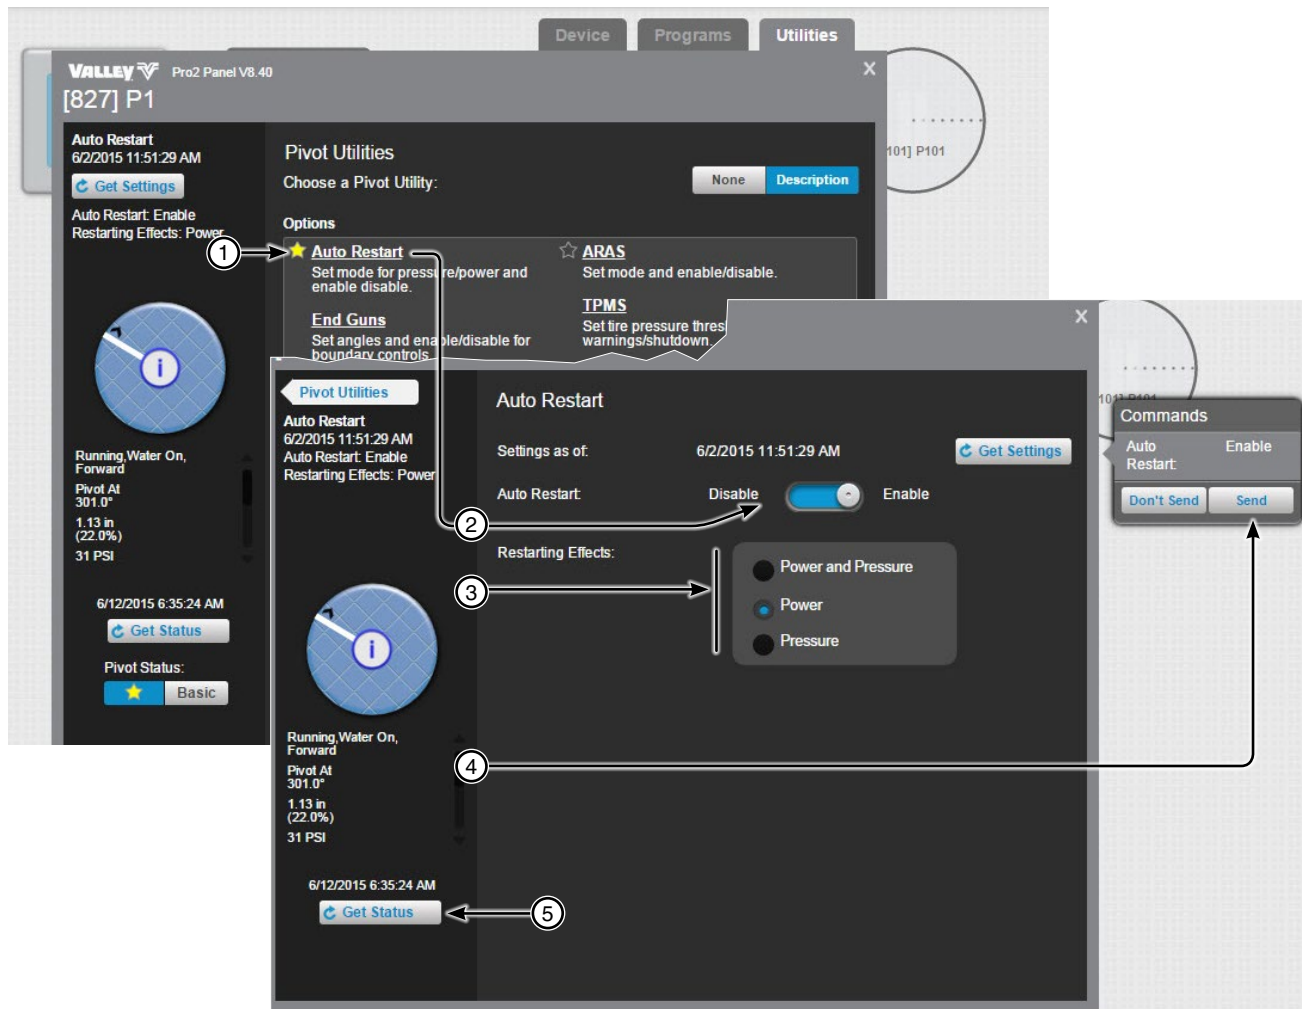 Device
Programs
Utilities
VALLEY Pro2 Panel V8.40
X
[827] P1
Auto Restart
6/2/2015 11:51:29 AM
Get Settings
Auto Restart: Enable
Restarting Effects: Power
Pivot Utilities
Choose a Pivot Utility:
None
Description
Options
1
Auto Restart
Set mode for pressure/power and
enable disable.
ARAS
Set mode and enable/disable.
End Guns
Set angles and enable/disable for
boundary controls
TPMS
Set tire pressure
warnings/shutdown.
101] P101
i
Running,Water On,
Forward
Pivot At
301.0°
1.13 in
(22.0%)
31 PSI
6/12/2015 6:35:24 AM
Get Status
Pivot Status:
Basic
X
Pivot Utilities
Auto Restart
6/2/2015 11:51:29 AM
Auto Restart: Enable
Restarting Effects: Power
Auto Restart
Settings as of:
6/2/2015 11:51:29 AM
Get Settings
Auto Restart:
Disable
Enable
2
Restarting Effects:
Power and Pressure
3
Power
Pressure
i
Running,Water On,
Forward
Pivot At
301.0°
1.13 in
(22.0%)
31 PSI
4
6/12/2015 6:35:24 AM
Get Status
5
Commands
Auto Enable
Restart:
Don't Send
Send